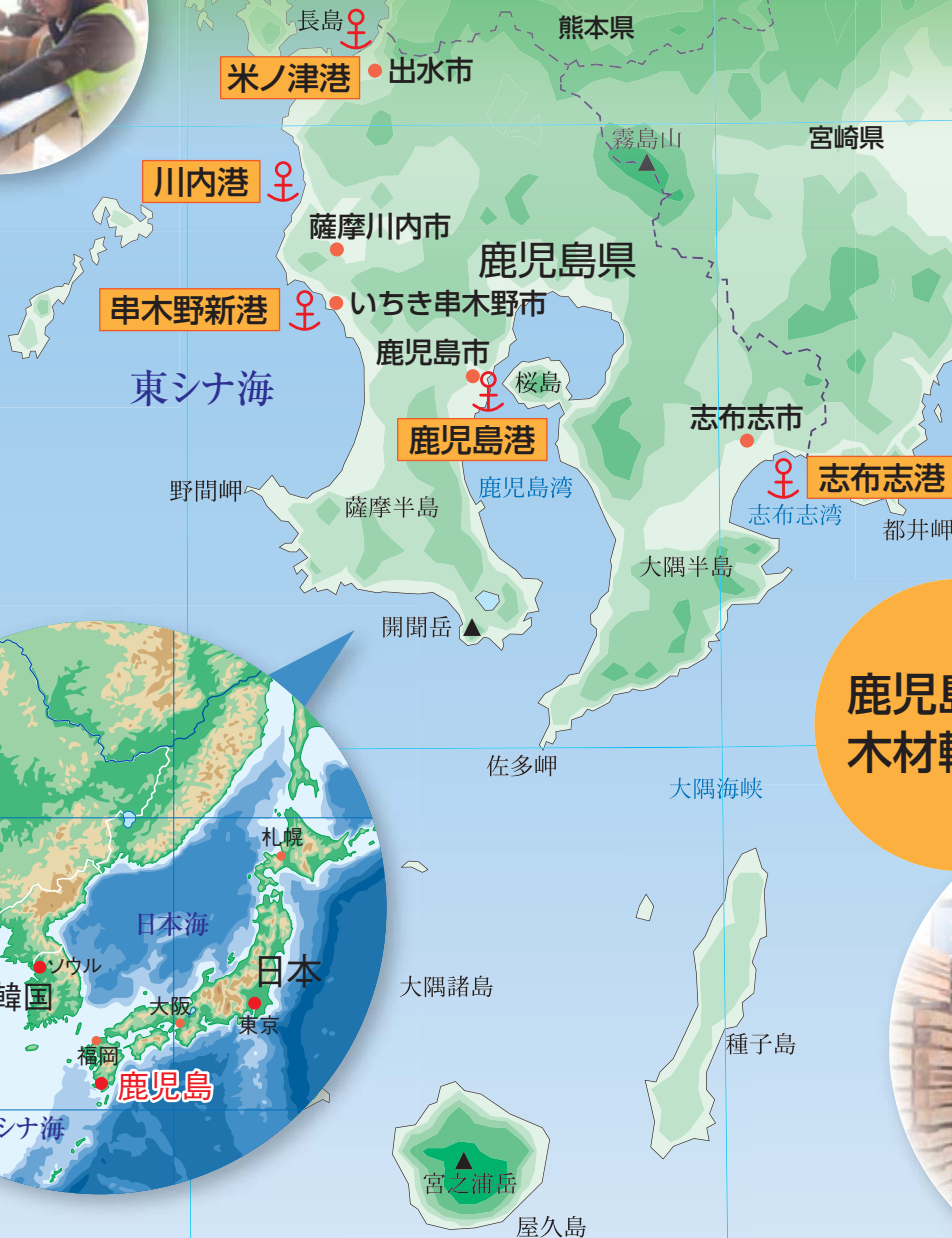 長島
熊本県
米ノ津港
出水市
霧島山
宮崎県
川内港
薩摩川内市
鹿児島県
串木野新港
いちき串木野市
鹿児島市
桜島
東シナ海
志布志市
鹿児島港
志布志港
野間岬
鹿児島湾
薩摩半島
志布志湾
都井岬
大隅半島
開聞岳
鹿児島
木材輸
佐多岬
大隅海峡
札幌
日本海
ソウル
日本
韓国
大阪
東京
福岡
鹿児島
シナ海
大隅諸島
種子島
宮之浦岳
屋久島